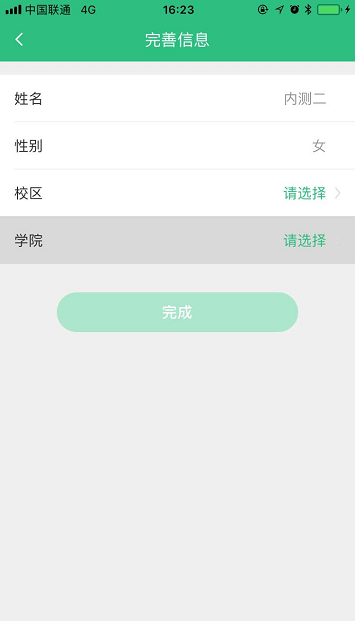 中国联通 4G 16:23
完善信息
姓名 内测二
性别 女
校区 请选择
学院 请选择
完成